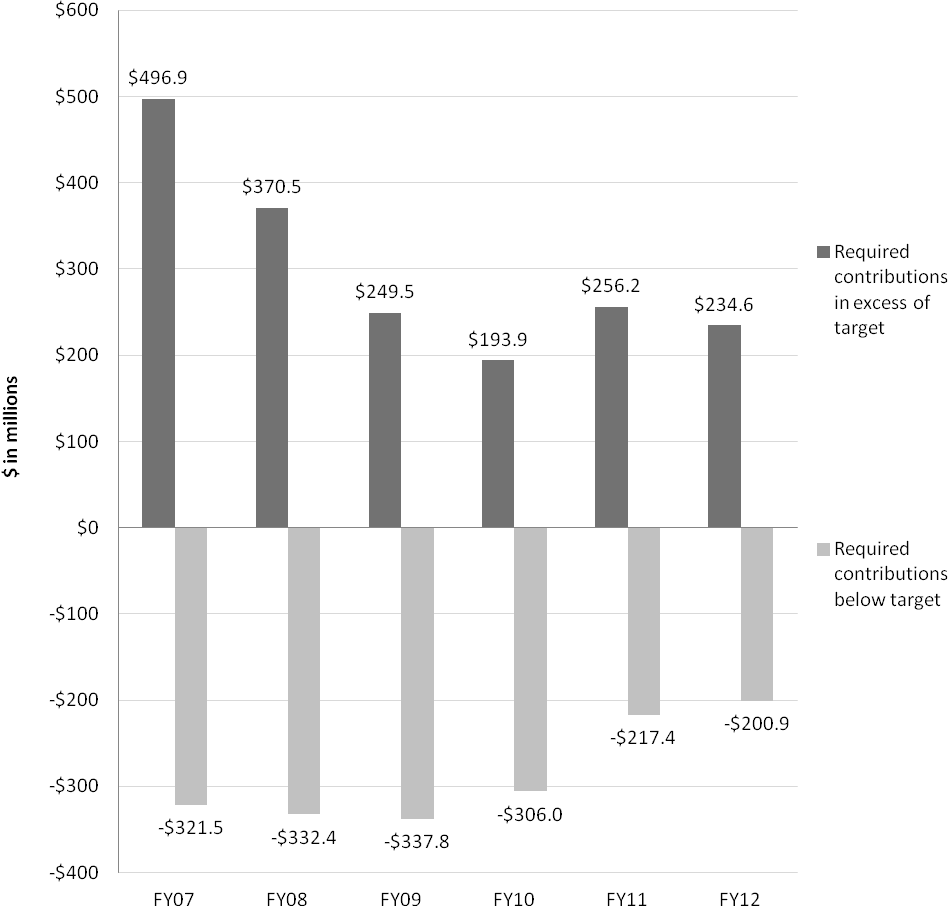 $600
$500
$400
$300
$200
$100
$0
-$100
-$200
-$300
-$400
$ in millions
$496.9
$370.5
$249.5
$193.9
$256.2
$234.6
-$321.5
-$332.4
-$337.8
-$306.0
-$217.4
-$200.9
FY07
FY08
FY09
FY10
FY11
FY12
Required
contributions
in excess of
target
Required
contributions
below target